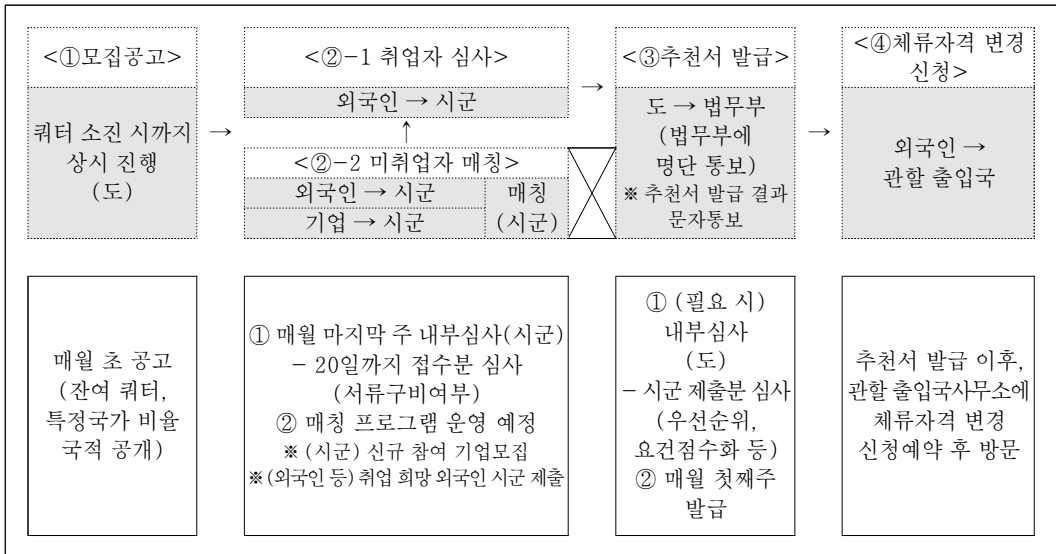 <①모집공고>
쿼터 소진 시까지
상시 진행
(도)
→
<②-1 취업자 심사>
외국인 → 시군
↑
<②-2 미취업자 매칭>
외국인 → 시군
기업 → 시군
매칭
(시군)
→
<③추천서 발급>
도 → 법무부
(법무부에
명단 통보)
※ 추천서 발급 결과
문자통보
→
<④체류자격 변경
신청>
외국인 →
관할 출입국
매월 초 공고
(잔여 쿼터,
특정국가 비율
국적 공개)
① 매월 마지막 주 내부심사(시군)
- 20일까지 접수분 심사
(서류구비여부)
② 매칭 프로그램 운영 예정
※ (시군) 신규 참여 기업모집
※ (외국인 등) 취업 희망 외국인 시군 제출
① (필요 시)
내부심사
(도)
- 시군 제출분 심사
(우선순위,
요건점수화 등)
② 매월 첫째주
발급
추천서 발급 이후,
관할 출입국사무소에
체류자격 변경
신청예약 후 방문